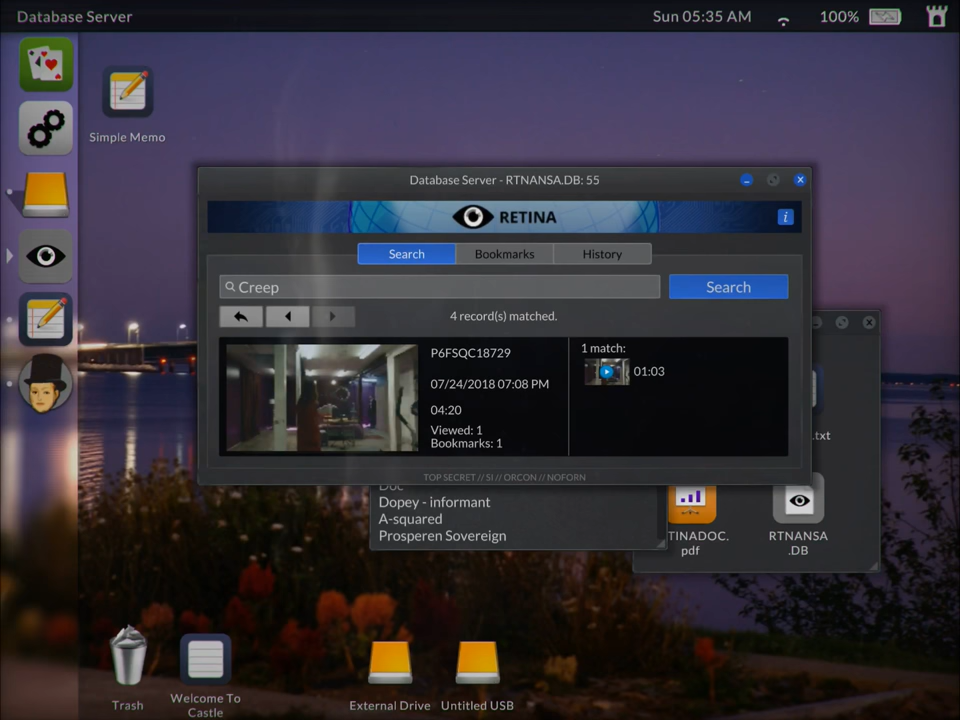 Database Server
Sun 05:35 AM
100%
Simple Memo
Database Server - RTNANSA.DB: 55
RETINA
i
Search
Bookmarks
History
Creep
Search
4 record(s) matched.
P6FSQC18729
07/24/2018 07:08 PM
04:20
Viewed: 1
Bookmarks: 1
1 match:
01:03
TOP SECRET // SI // ORCON // NOFORN
.txt
Doc
Dopey - informant
A-squared
Prosperen Sovereign
TINADOC.
pdf
RTNANSA
.DB
Trash
Welcome To
Castle
External Drive
Untitled USB